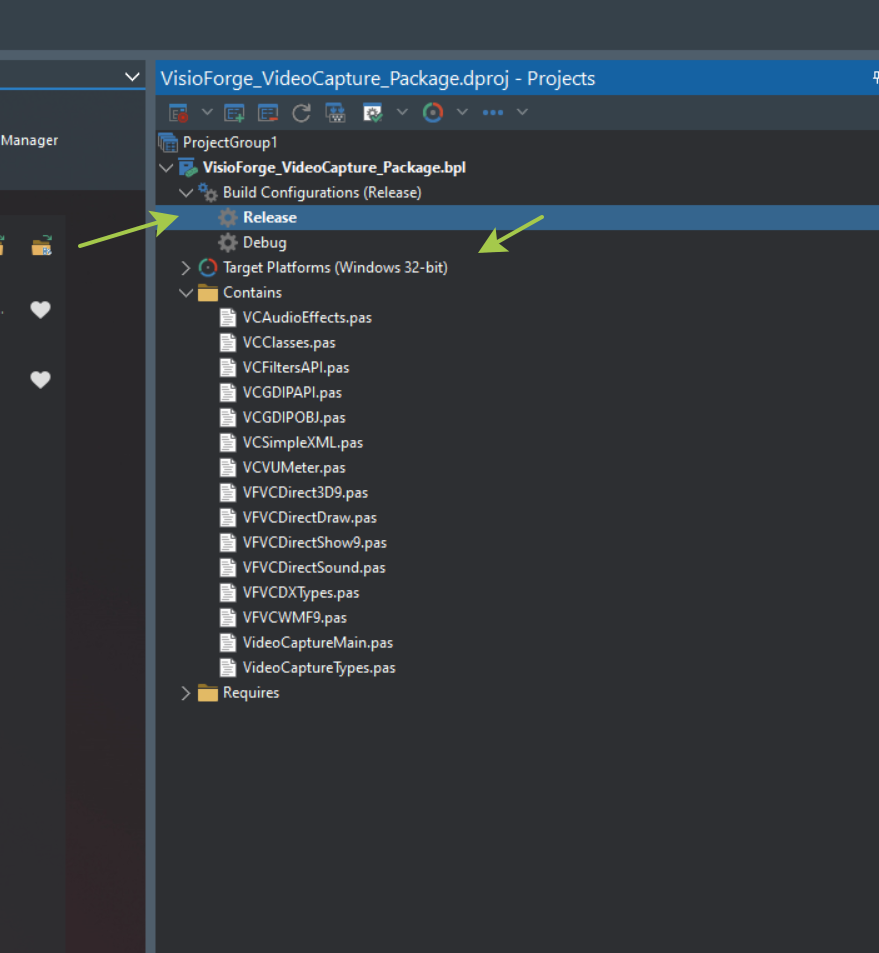 VisioForge_VideoCapture_Package.dproj - Projects
Manager
ProjectGroup1
VisioForge_VideoCapture_Package.bpl
Build Configurations (Release)
Release
Debug
Target Platforms (Windows 32-bit)
Contains
VCAudioEffects.pas
VCClasses.pas
VCFiltersAPI.pas
VCGDIPAPI.pas
VCGDIPOBJ.pas
VCSimpleXML.pas
VCVUMeter.pas
VFVCDirect3D9.pas
VFVCDirectDraw.pas
VFVCDirectShow9.pas
VFVCDirectSound.pas
VFVCDXTypes.pas
VFVCWMF9.pas
VideoCaptureMain.pas
VideoCaptureTypes.pas
Requires